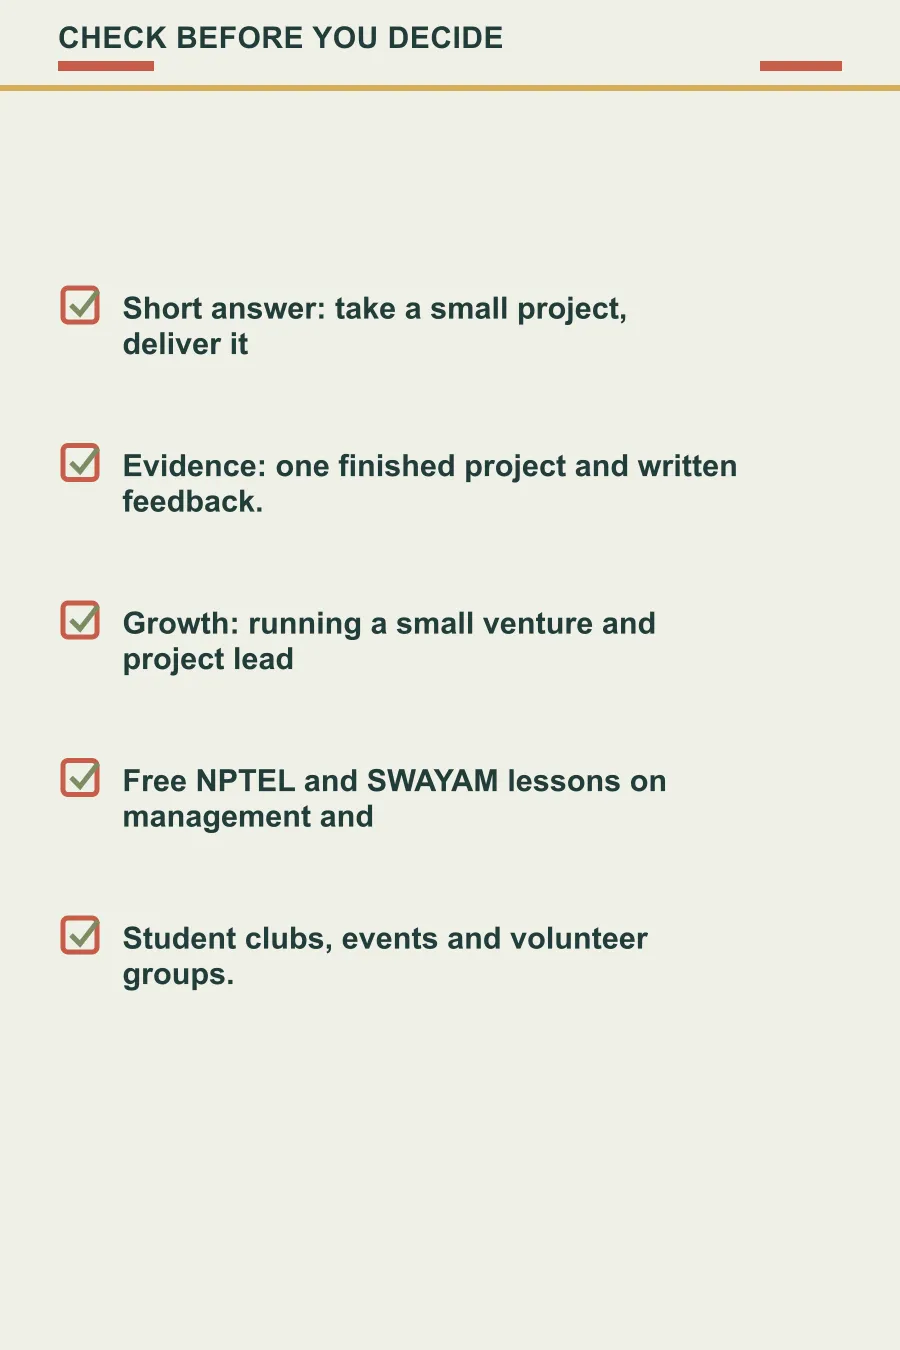 CHECK BEFORE YOU DECIDE
Short answer: take a small project,
deliver it
Evidence: one finished project and written
feedback.
Growth: running a small venture and
project lead
Free NPTEL and SWAYAM lessons on
management and
Student clubs, events and volunteer
groups.